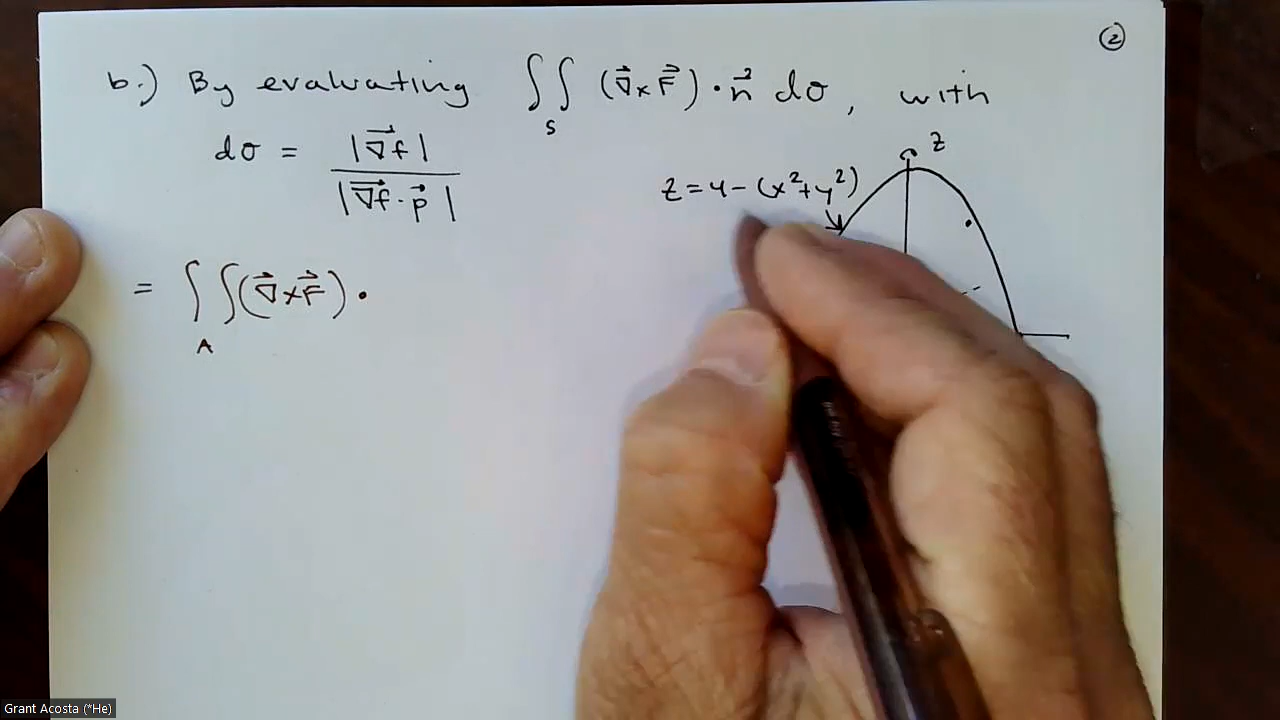 ②
b.) By evaluating ∫∫_S (∇⃗×F⃗)·n⃗ dσ, with
dσ = |∇⃗f| / |∇⃗f·p⃗|
z
z = 4 - (x²+y²)
= ∫∫_A (∇⃗×F⃗)·
Grant Acosta (*He)